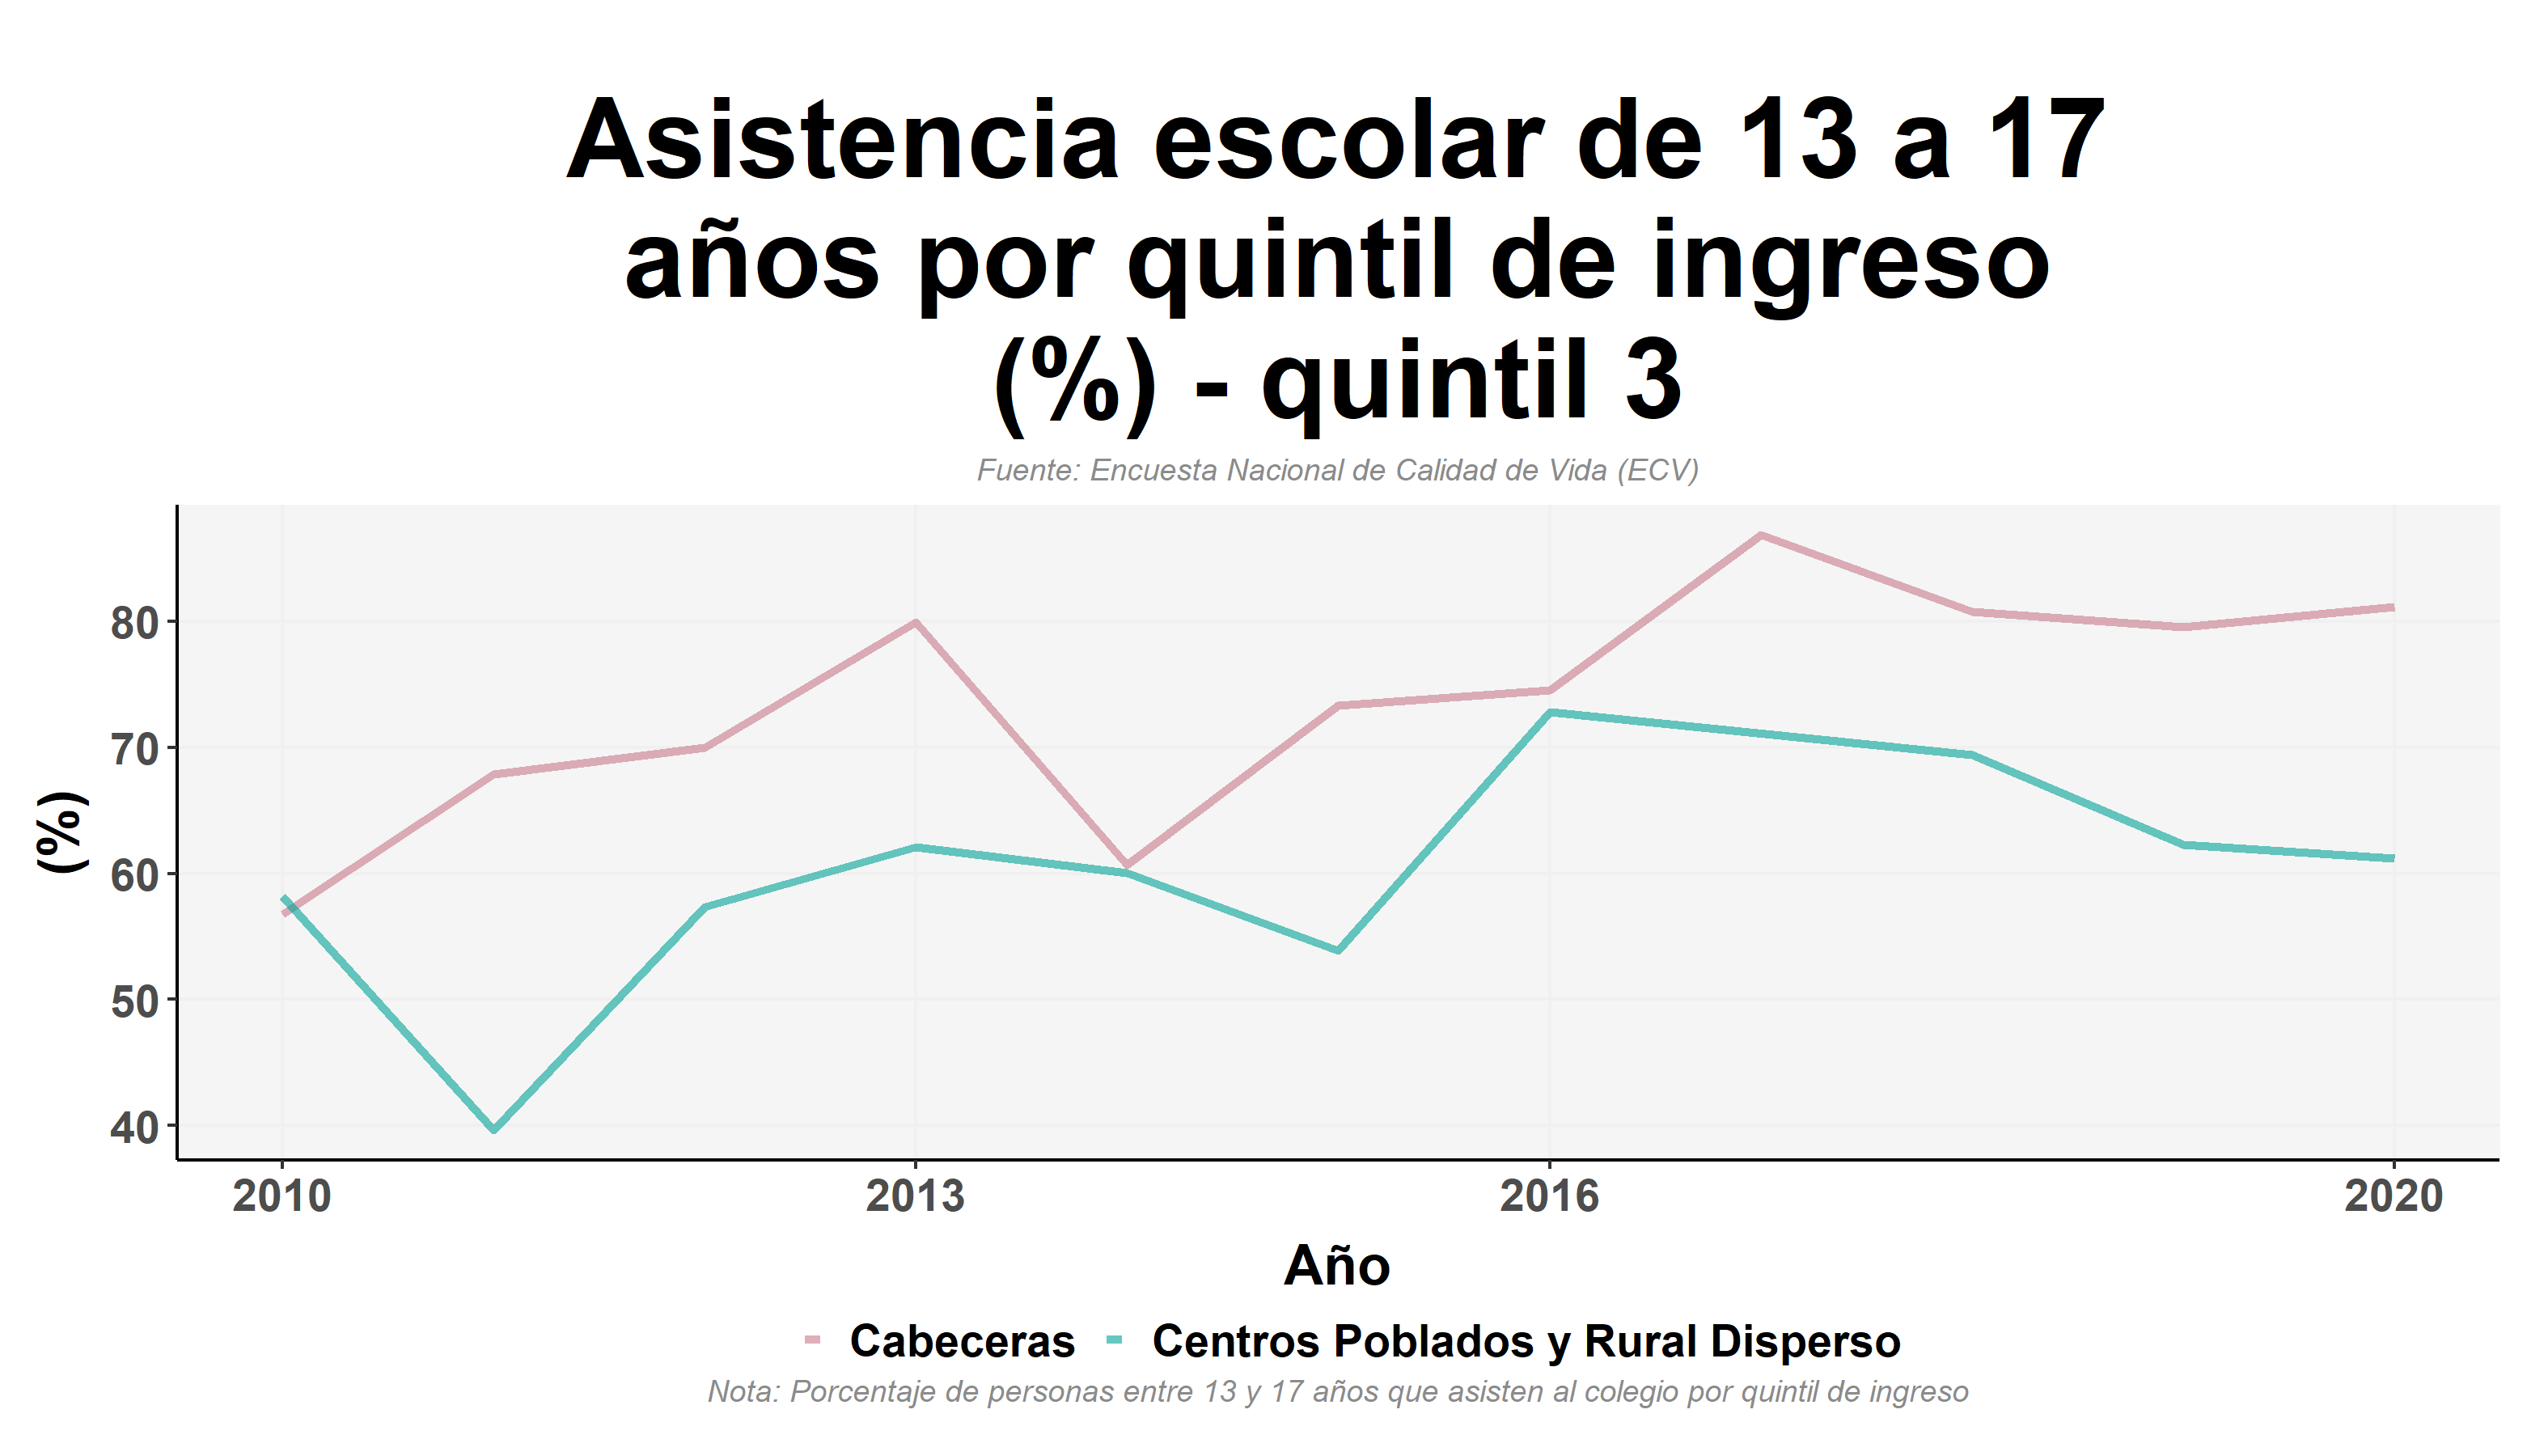 Asistencia escolar de 13 a 17
años por quintil de ingreso
(%) - quintil 3
Fuente: Encuesta Nacional de Calidad de Vida (ECV)
80
70
60
50
40
(%)
2010 2013 2016 2020
Año
Cabeceras Centros Poblados y Rural Disperso
Nota: Porcentaje de personas entre 13 y 17 años que asisten al colegio por quintil de ingreso